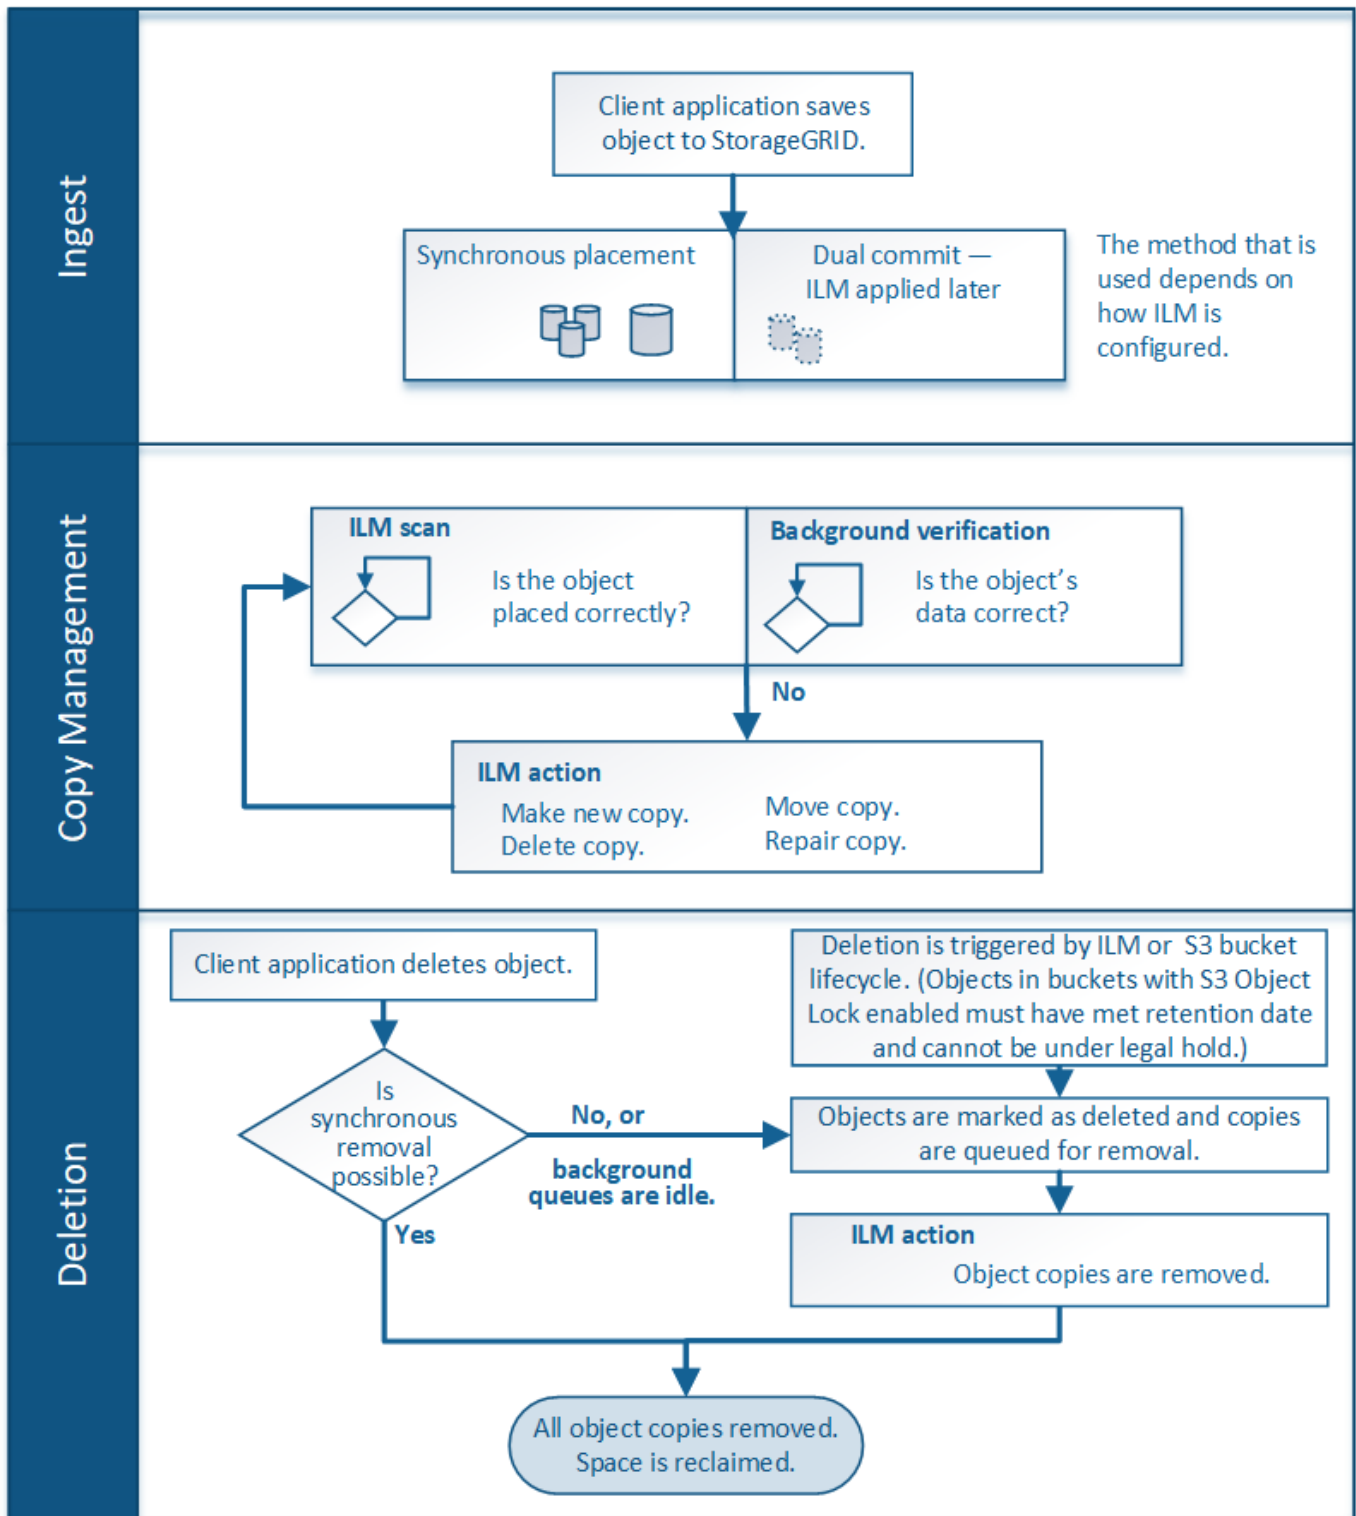 Ingest
Client application saves
object to StorageGRID.
Synchronous placement
Dual commit —
ILM applied later
The method that is
used depends on
how ILM is
configured.
Copy Management
ILM scan
Is the object
placed correctly?
Background verification
Is the object's
data correct?
No
ILM action
Make new copy.
Delete copy.
Move copy.
Repair copy.
Deletion
Client application deletes object.
Is
synchronous
removal
possible?
No, or
background
queues are idle.
Yes
Deletion is triggered by ILM or S3 bucket
lifecycle. (Objects in buckets with S3 Object
Lock enabled must have met retention date
and cannot be under legal hold.)
Objects are marked as deleted and copies
are queued for removal.
ILM action
Object copies are removed.
All object copies removed.
Space is reclaimed.